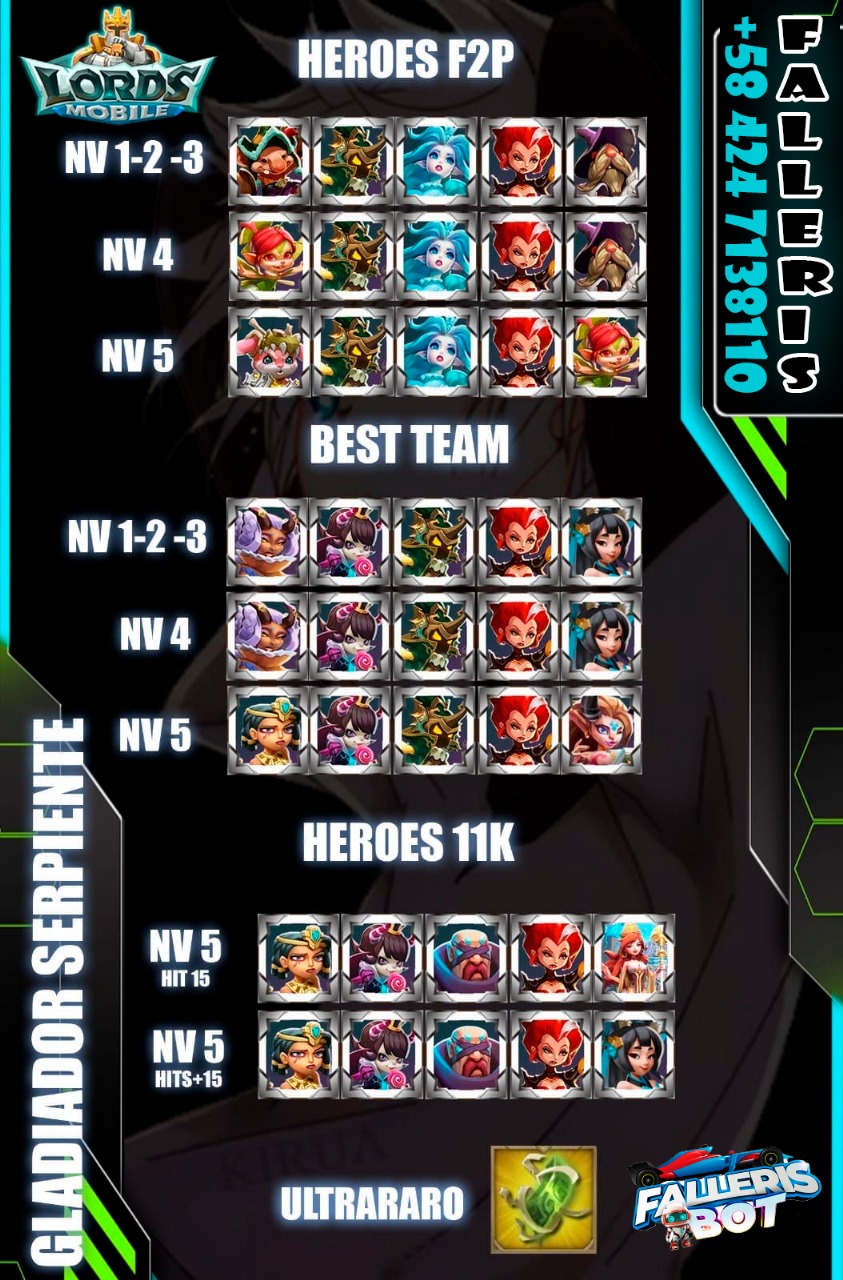 LORDS
MOBILE
HEROES F2P
NV 1-2 -3
NV 4
NV 5
BEST TEAM
NV 1-2 -3
NV 4
NV 5
HEROES 11K
NV 5
HIT 15
NV 5
HITS+15
ULTRARARO
GLADIADOR SERPIENTE
FALLERIS
+58 424 7138110
KIRUA
FALLERIS
BOT